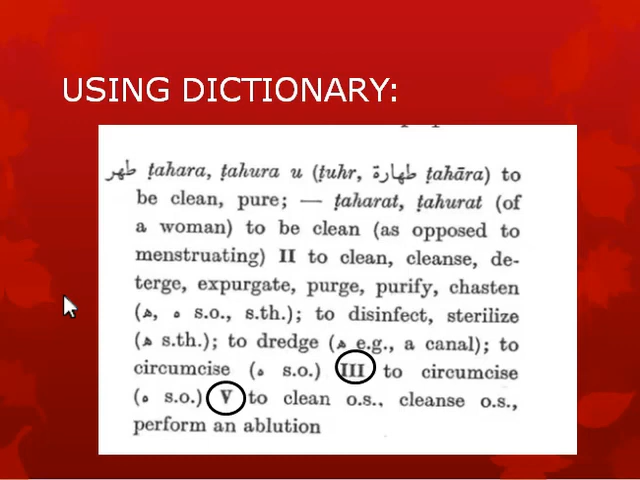 USING DICTIONARY:
طهر ṭahara, ṭahura u (ṭuhr, طهارة ṭahāra) to
be clean, pure; — ṭaharat, ṭahurat (of
a woman) to be clean (as opposed to
menstruating) II to clean, cleanse, de-
terge, expurgate, purge, purify, chasten
(ه, ه s.o., s.th.); to disinfect, sterilize
(ه s.th.); to dredge (ه e.g., a canal); to
circumcise (ه s.o.) III to circumcise
(ه s.o.) V to clean o.s., cleanse o.s.,
perform an ablution